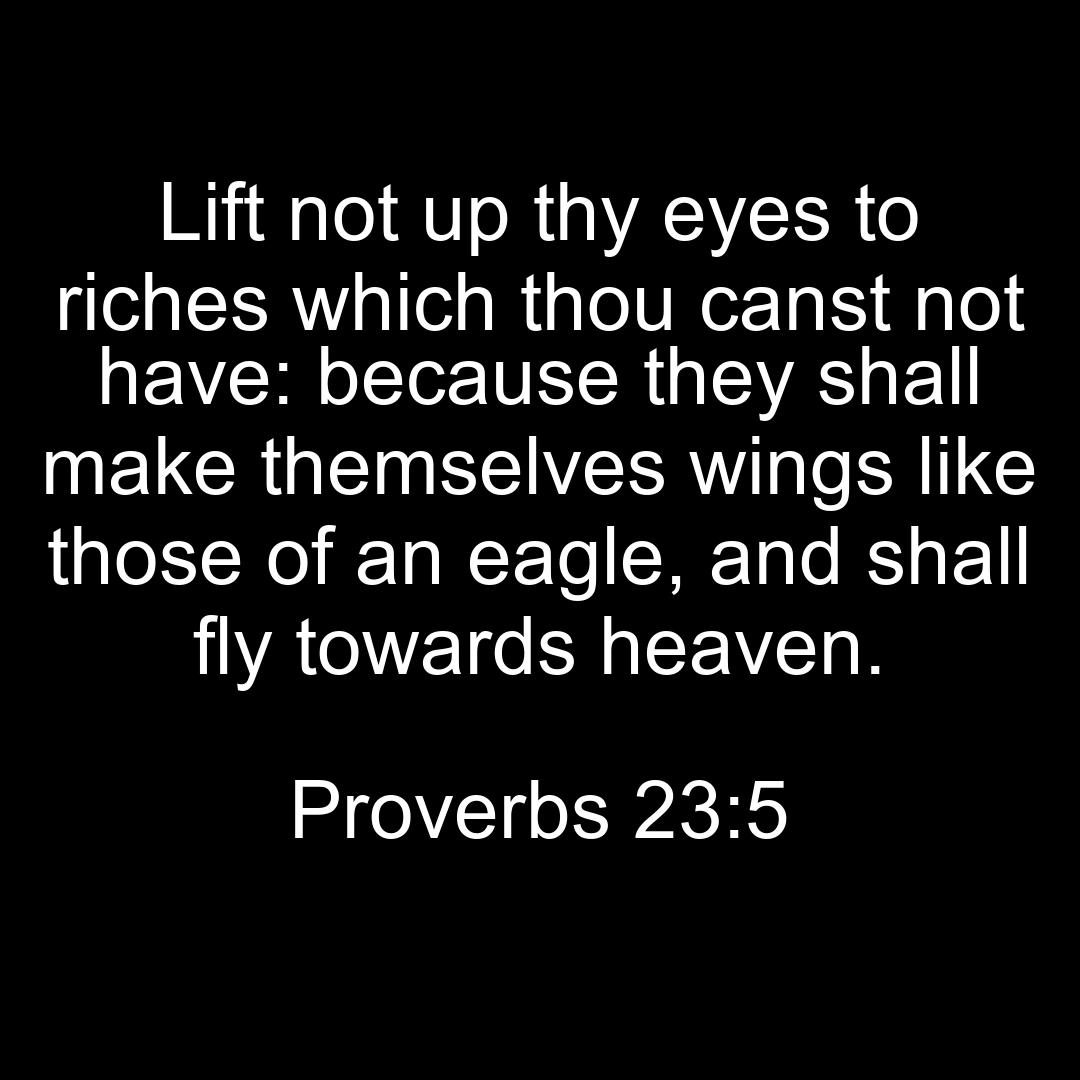 Lift not up thy eyes to
riches which thou canst not
have: because they shall
make themselves wings like
those of an eagle, and shall
fly towards heaven.
Proverbs 23:5